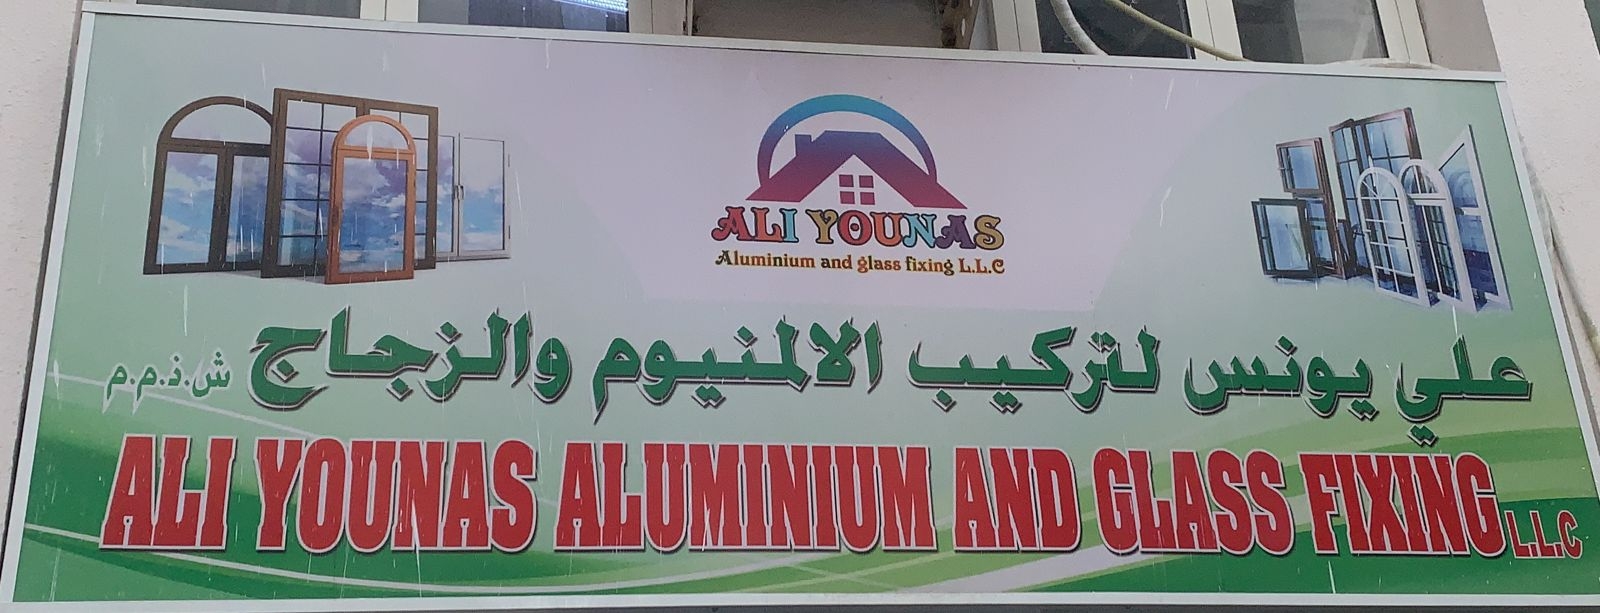 ALI YOUNAS
Aluminium and glass fixing L.L.C
علي يونس لتركيب الالمنيوم والزجاج ش.ذ.م.م
ALI YOUNAS ALUMINIUM AND GLASS FIXING L.L.C